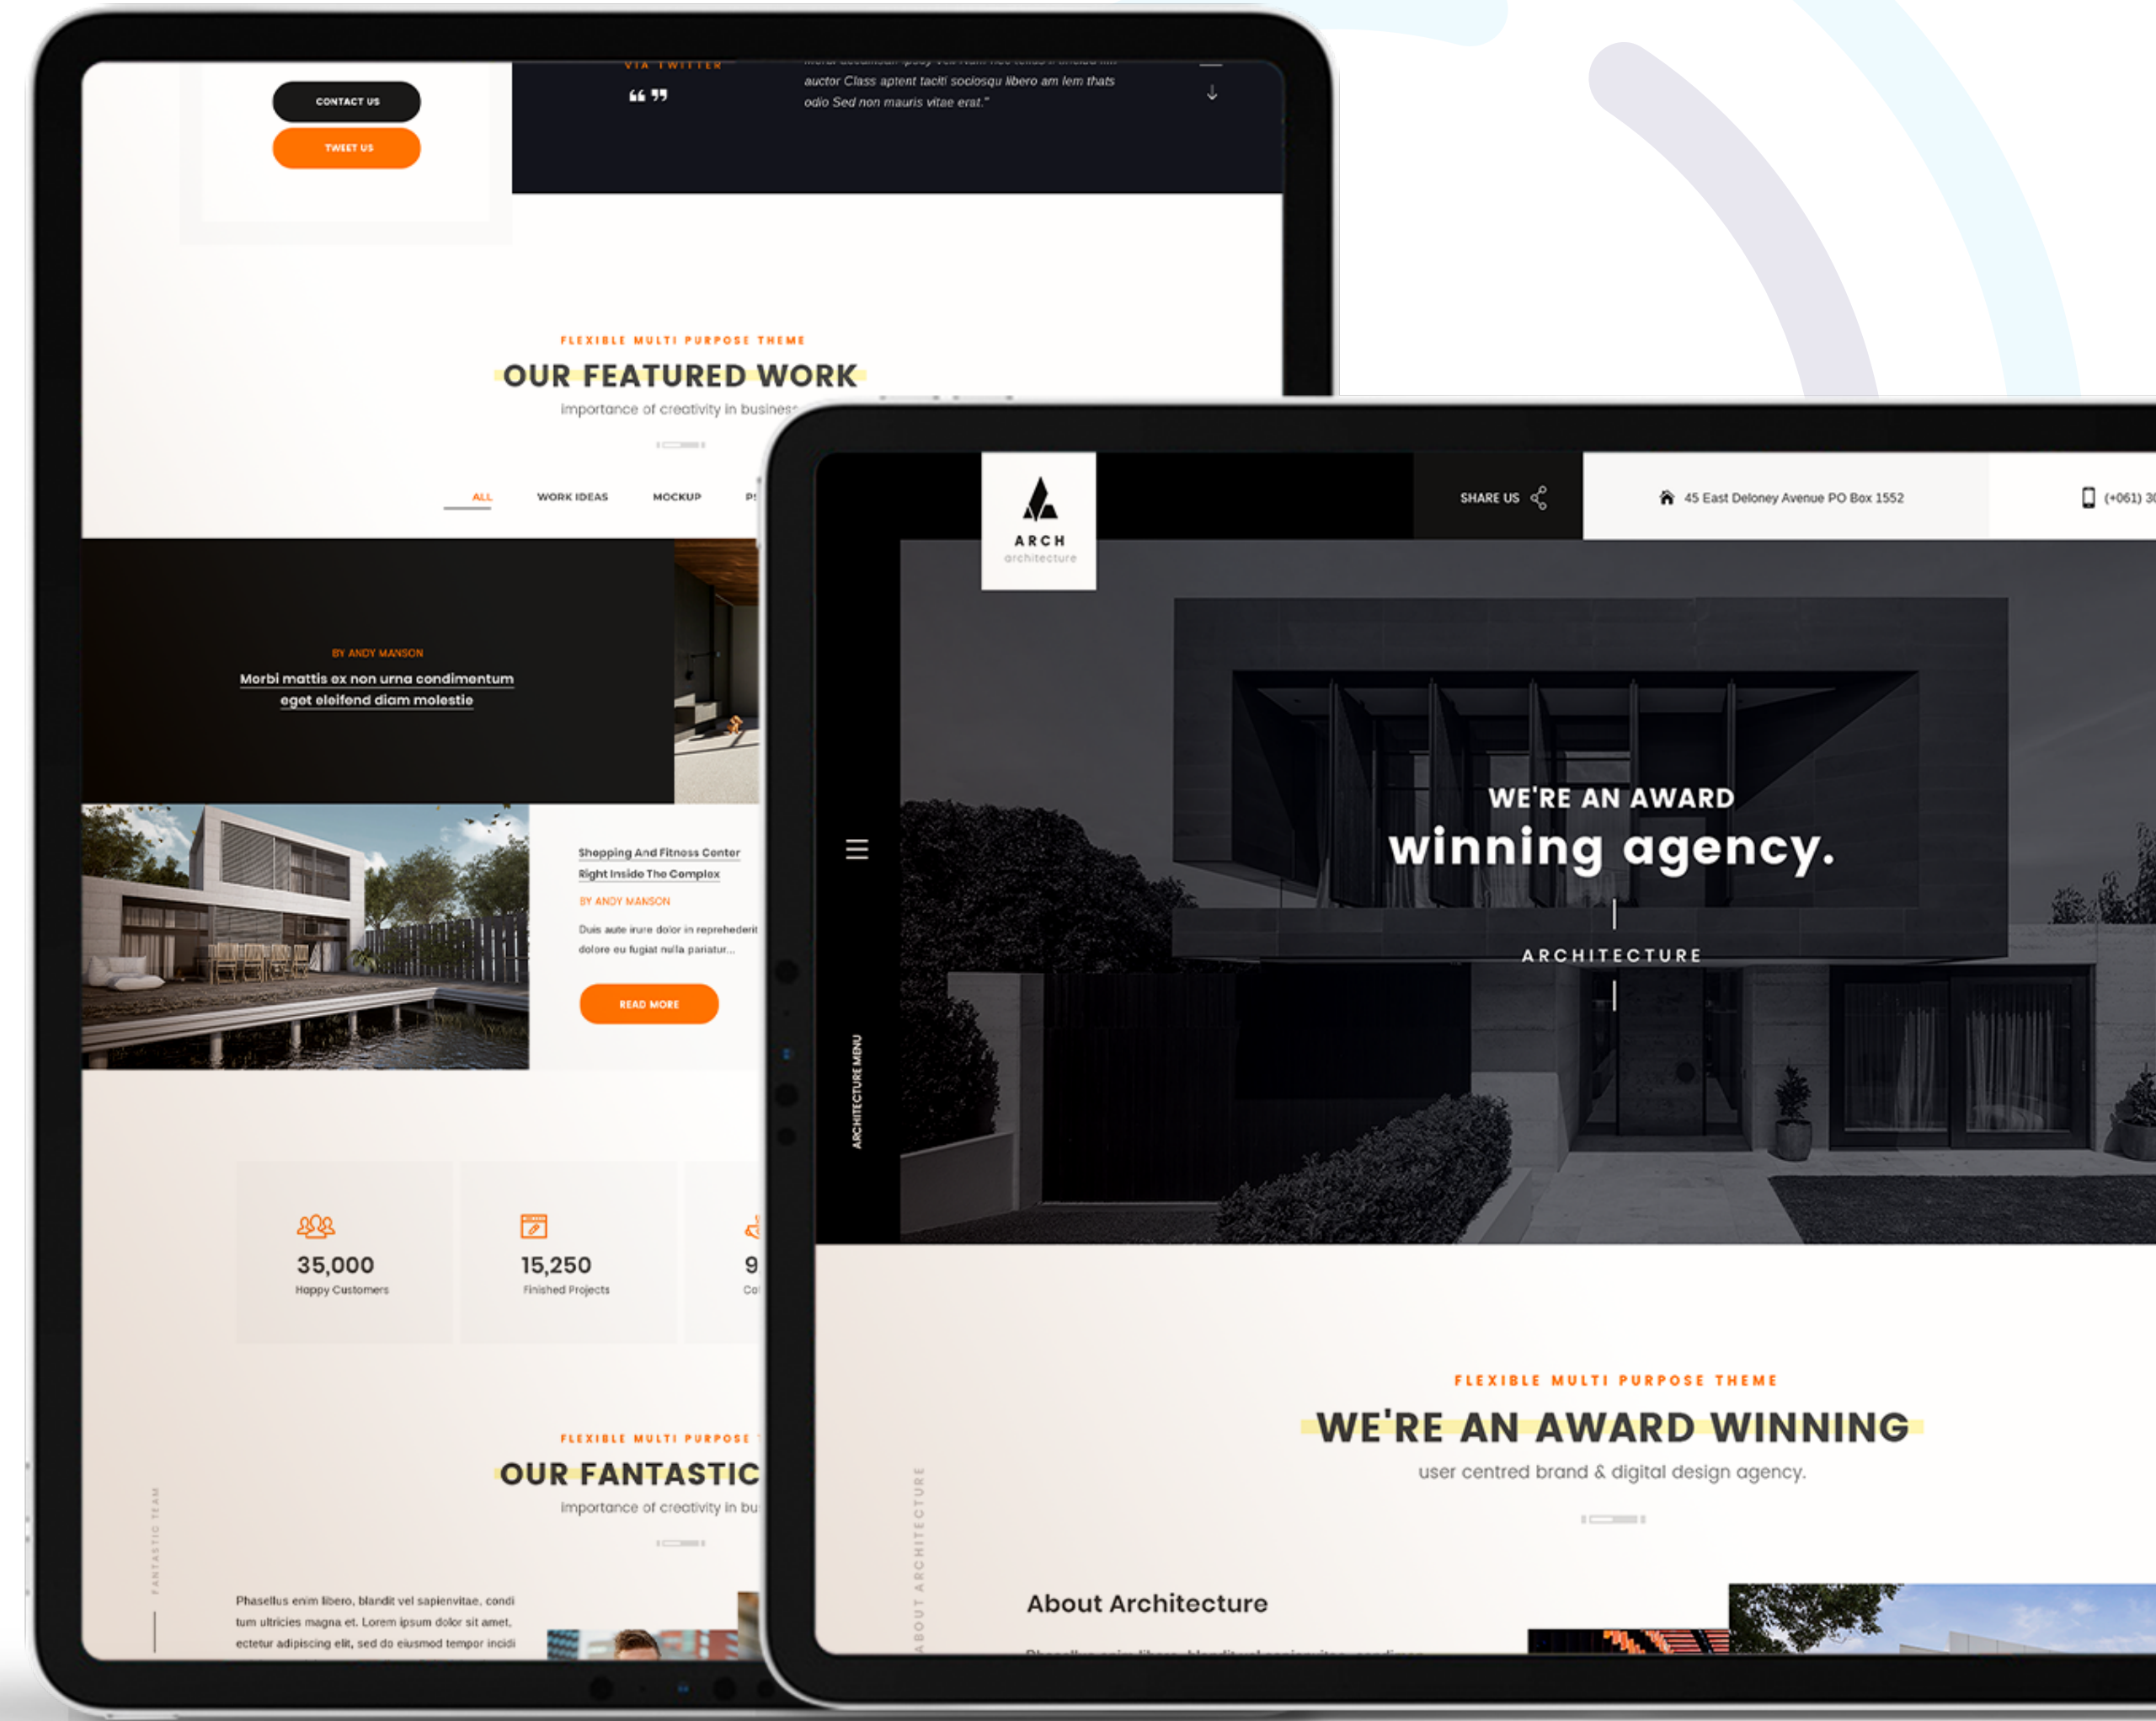 CONTACT US
TWEET US
VIA TWITTER
auctor Class aptent taciti sociosqu libero am lem thats
odio Sed non mauris vitae erat."
FLEXIBLE MULTI PURPOSE THEME
OUR FEATURED WORK
importance of creativity in business
ALL
WORK IDEAS
MOCKUP
BY ANDY MANSON
Morbi mattis ex non urna condimentum
eget eleifend diam molestie
Shopping And Fitness Center
Right Inside The Complex
BY ANDY MANSON
Duis aute irure dolor in reprehederit
dolore eu fugiat nulla pariatur...
READ MORE
35,000
Happy Customers
15,250
Finished Projects
9
FLEXIBLE MULTI PURPOSE
OUR FANTASTIC
importance of creativity in
FANTASTIC TEAM
Phasellus enim libero, blandit vel sapienvitae, condi
tum ultricies magna et. Lorem ipsum dolor sit amet,
ectetur adipiscing elit, sed do eiusmod tempor incidi
ARCH
architecture
SHARE US
45 East Deloney Avenue PO Box 1552
(+061) 30
WE'RE AN AWARD
winning agency.
ARCHITECTURE
ARCHITECTURE MENU
FLEXIBLE MULTI PURPOSE THEME
WE'RE AN AWARD WINNING
user centred brand & digital design agency.
ABOUT ARCHITECTURE
About Architecture